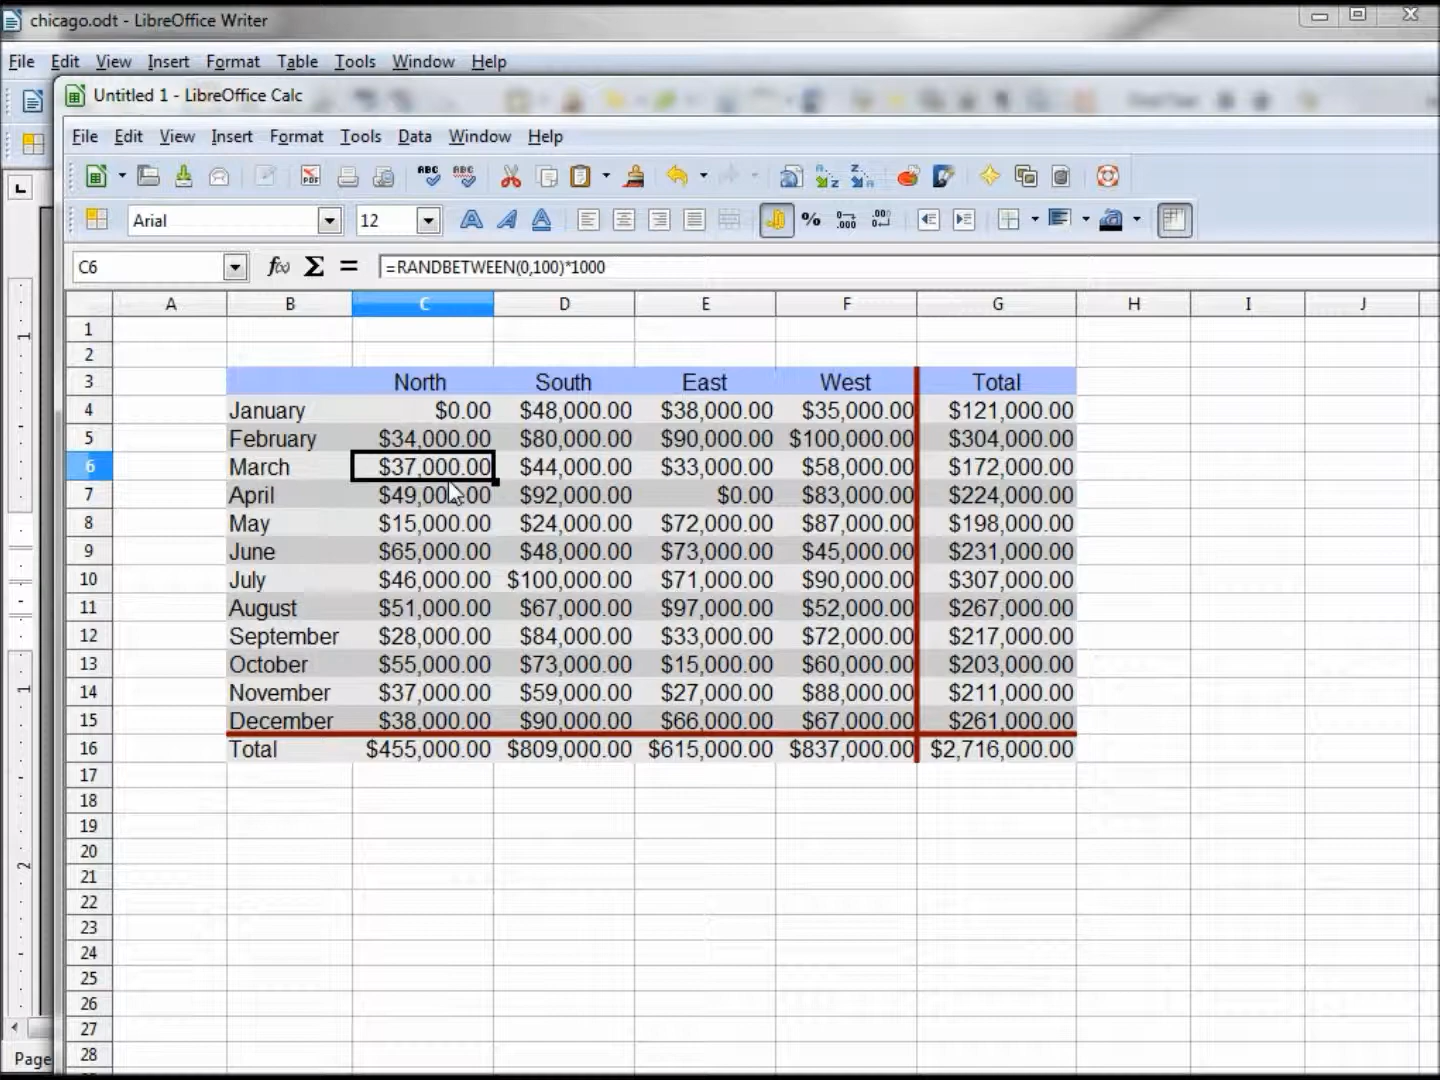 chicago.odt - LibreOffice Writer
File Edit View Insert Format Table Tools Window Help
Untitled 1 - LibreOffice Calc
File Edit View Insert Format Tools Data Window Help
PDF ABC ABC
Arial 12 %
C6 f(x) Σ = =RANDBETWEEN(0,100)*1000
A B C D E F G H I J
1
2
3 North South East West Total
4 January $0.00 $48,000.00 $38,000.00 $35,000.00 $121,000.00
5 February $34,000.00 $80,000.00 $90,000.00 $100,000.00 $304,000.00
6 March $37,000.00 $44,000.00 $33,000.00 $58,000.00 $172,000.00
7 April $49,000.00 $92,000.00 $0.00 $83,000.00 $224,000.00
8 May $15,000.00 $24,000.00 $72,000.00 $87,000.00 $198,000.00
9 June $65,000.00 $48,000.00 $73,000.00 $45,000.00 $231,000.00
10 July $46,000.00 $100,000.00 $71,000.00 $90,000.00 $307,000.00
11 August $51,000.00 $67,000.00 $97,000.00 $52,000.00 $267,000.00
12 September $28,000.00 $84,000.00 $33,000.00 $72,000.00 $217,000.00
13 October $55,000.00 $73,000.00 $15,000.00 $60,000.00 $203,000.00
14 November $37,000.00 $59,000.00 $27,000.00 $88,000.00 $211,000.00
15 December $38,000.00 $90,000.00 $66,000.00 $67,000.00 $261,000.00
16 Total $455,000.00 $809,000.00 $615,000.00 $837,000.00 $2,716,000.00
17
18
19
20
21
22
23
24
25
26
27
28
Page